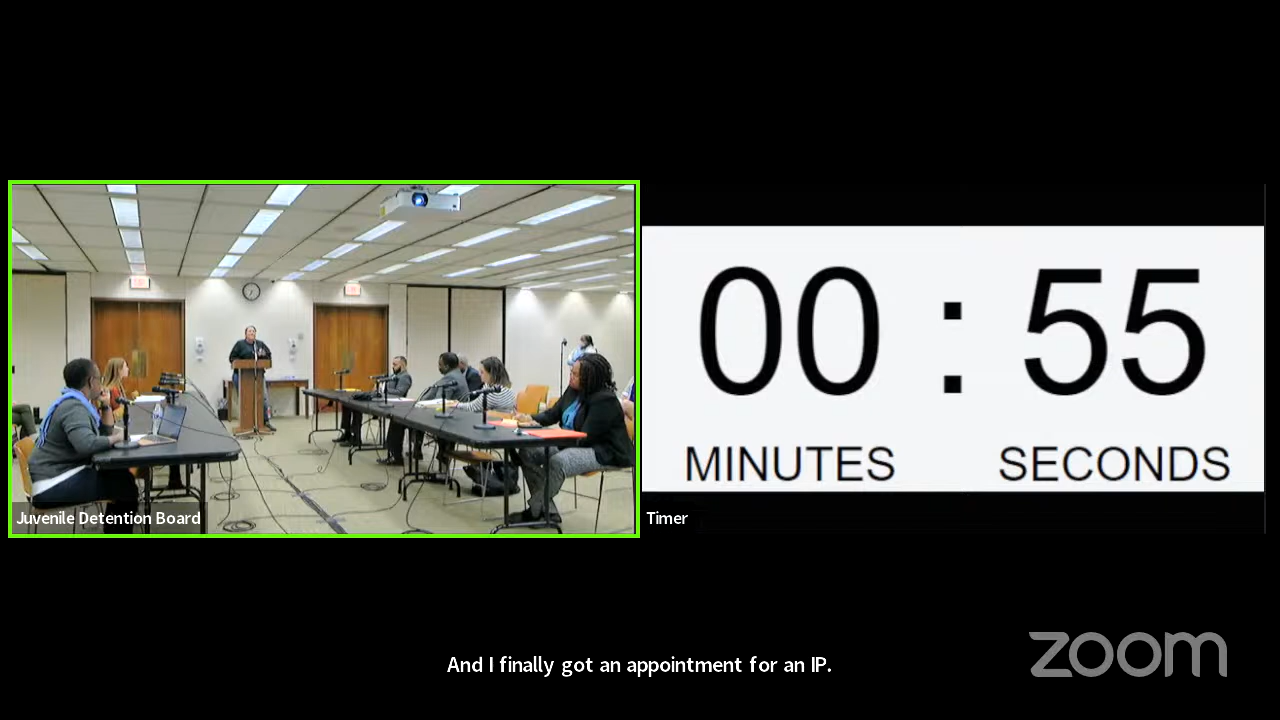 00 : 55
MINUTES SECONDS
Juvenile Detention Board
Timer
And I finally got an appointment for an IP.
zoom